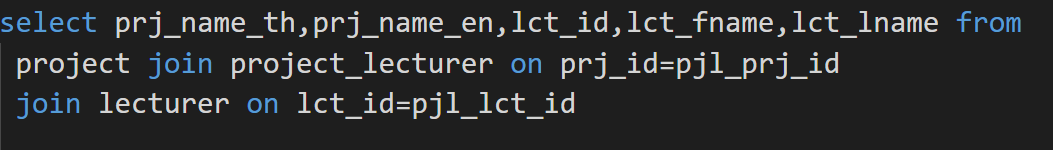 select prj_name_th,prj_name_en,lct_id,lct_fname,lct_lname from
project join project_lecturer on prj_id=pjl_prj_id
join lecturer on lct_id=pjl_lct_id